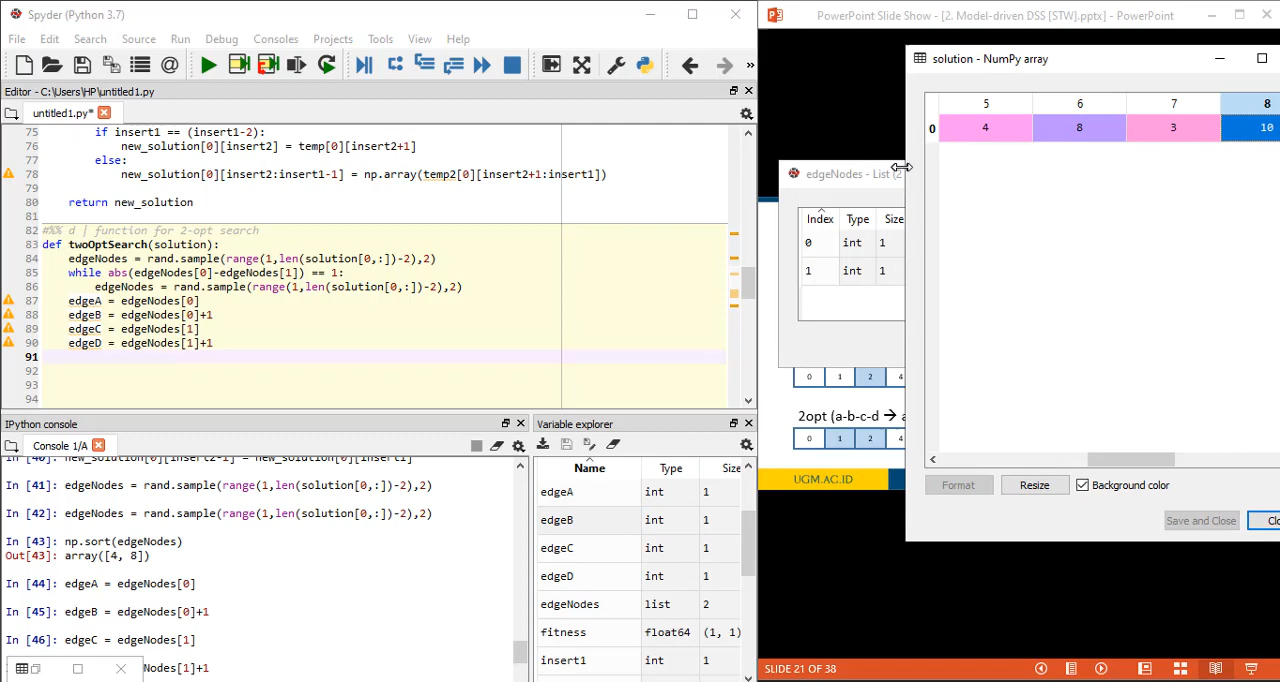 Spyder (Python 3.7)
File Edit Search Source Run Debug Consoles Projects Tools View Help
Editor - C:\Users\HP\untitled1.py
untitled1.py*
75 if insert1 == (insert1-2):
76 new_solution[0][insert2] = temp[0][insert2+1]
77 else:
78 new_solution[0][insert2:insert1-1] = np.array(temp2[0][insert2+1:insert1])
79
80 return new_solution
81
82 #%% d | function for 2-opt search
83 def twoOptSearch(solution):
84 edgeNodes = rand.sample(range(1,len(solution[0,:])-2),2)
85 while abs(edgeNodes[0]-edgeNodes[1]) == 1:
86 edgeNodes = rand.sample(range(1,len(solution[0,:])-2),2)
87 edgeA = edgeNodes[0]
88 edgeB = edgeNodes[0]+1
89 edgeC = edgeNodes[1]
90 edgeD = edgeNodes[1]+1
91
92
93
94
IPython console
Console 1/A
In [41]: edgeNodes = rand.sample(range(1,len(solution[0,:])-2),2)
In [42]: edgeNodes = rand.sample(range(1,len(solution[0,:])-2),2)
In [43]: np.sort(edgeNodes)
Out[43]: array([4, 8])
In [44]: edgeA = edgeNodes[0]
In [45]: edgeB = edgeNodes[0]+1
In [46]: edgeC = edgeNodes[1]
Nodes[1]+1
Variable explorer
Name Type Size
edgeA int 1
edgeB int 1
edgeC int 1
edgeD int 1
edgeNodes list 2
fitness float64 (1, 1)
insert1 int 1
PowerPoint Slide Show - [2. Model-driven DSS [STW].pptx] - PowerPoint
solution - NumPy array
5 6 7 8
0 4 8 3 10
Format Resize Background color
Save and Close
edgeNodes - List (2
Index Type Size
0 int 1
1 int 1
0 1 2 4
2opt (a-b-c-d → a
0 1 2 4
UGM.AC.ID
SLIDE 21 OF 38